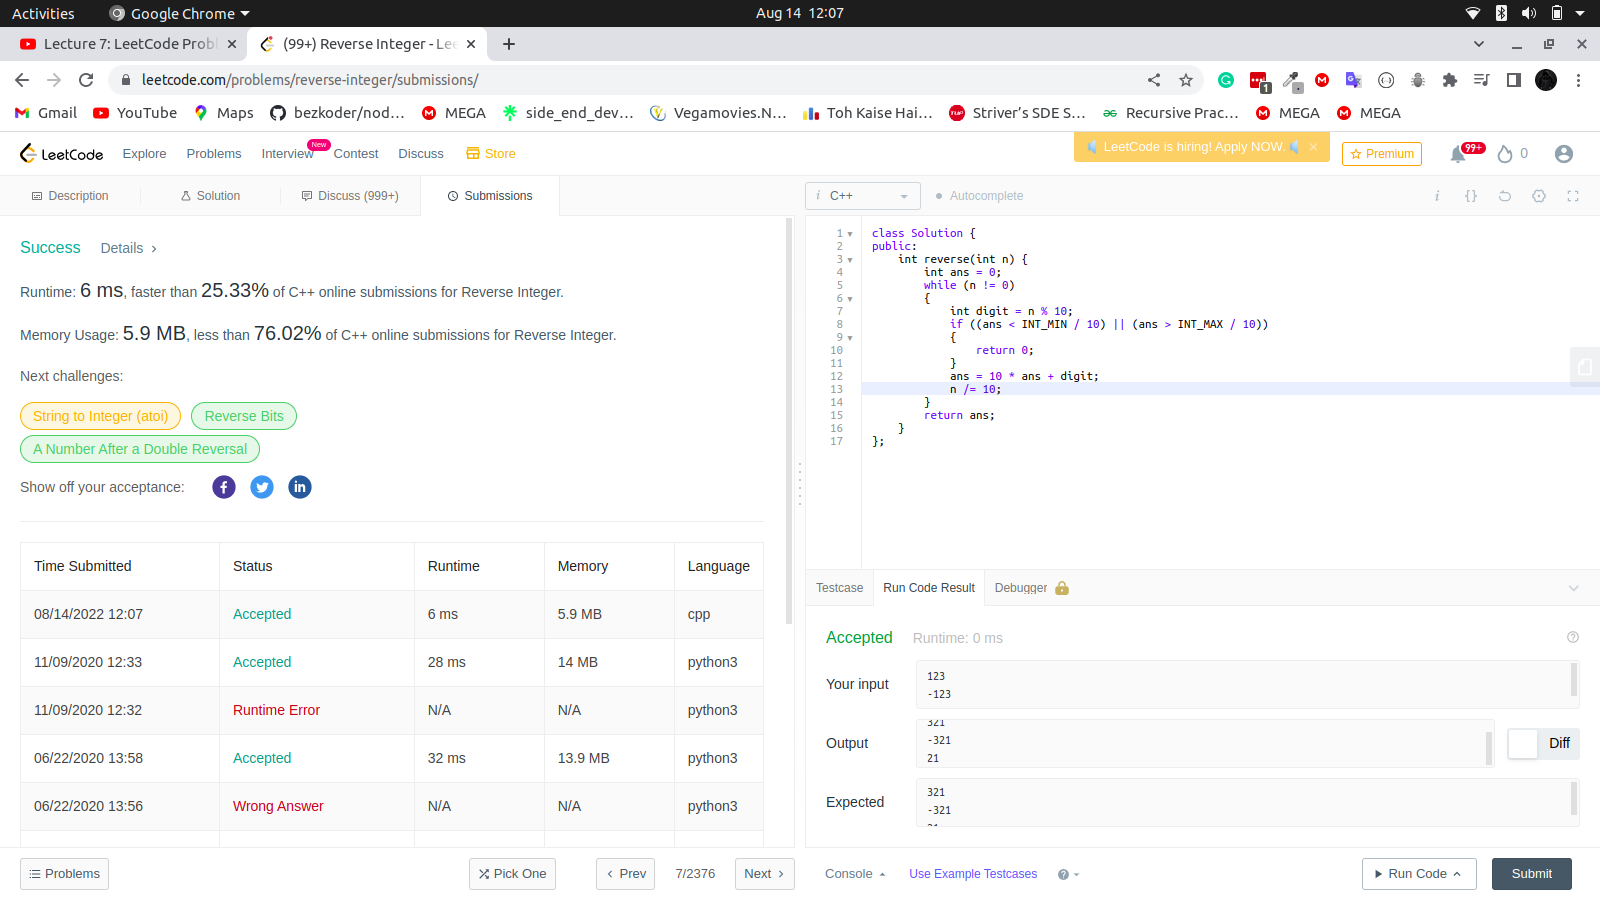 Activities
Google Chrome
Aug 14 12:07
Lecture 7: LeetCode Prob
(99+) Reverse Integer - Lee
leetcode.com/problems/reverse-integer/submissions/
1
Gmail
YouTube
Maps
bezkoder/nod...
MEGA
side_end_dev...
Vegamovies.N...
Toh Kaise Hai...
Striver's SDE S...
Recursive Prac...
MEGA
MEGA
LeetCode
Explore
Problems
Interview
New
Contest
Discuss
Store
LeetCode is hiring! Apply NOW.
Premium
99+
0
Description
Solution
Discuss (999+)
Submissions
i C++
Autocomplete
Success Details
Runtime: 6 ms, faster than 25.33% of C++ online submissions for Reverse Integer.
Memory Usage: 5.9 MB, less than 76.02% of C++ online submissions for Reverse Integer.
Next challenges:
String to Integer (atoi) Reverse Bits
A Number After a Double Reversal
Show off your acceptance:
Time Submitted Status Runtime Memory Language
08/14/2022 12:07 Accepted 6 ms 5.9 MB cpp
11/09/2020 12:33 Accepted 28 ms 14 MB python3
11/09/2020 12:32 Runtime Error N/A N/A python3
06/22/2020 13:58 Accepted 32 ms 13.9 MB python3
06/22/2020 13:56 Wrong Answer N/A N/A python3
1 class Solution {
2 public:
3 int reverse(int n) {
4 int ans = 0;
5 while (n != 0)
6 {
7 int digit = n % 10;
8 if ((ans < INT_MIN / 10) || (ans > INT_MAX / 10))
9 {
10 return 0;
11 }
12 ans = 10 * ans + digit;
13 n /= 10;
14 }
15 return ans;
16 }
17 };
Testcase Run Code Result Debugger
Accepted Runtime: 0 ms
Your input
123
-123
Output
321
-321
21
Diff
Expected
321
-321
Problems
Pick One
Prev
7/2376
Next
Console
Use Example Testcases
Run Code
Submit